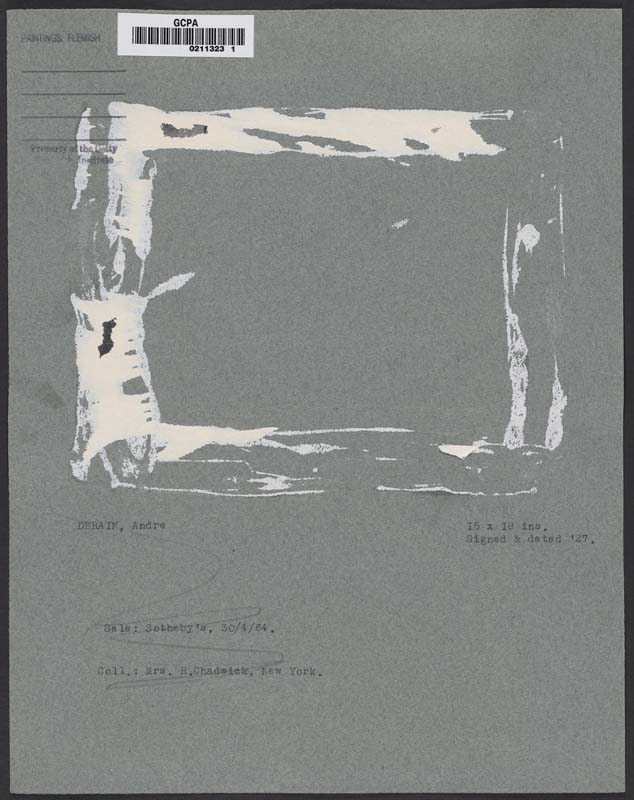 GCPA
0211323 1
PAINTINGS: FLEMISH
Property of the Getty
Institute
DERAIN, Andre
15 x 18 ins.
Signed & dated '27.
Sale: Sotheby's, 30/4/64.
Coll.: Mrs. H.Chadwick, New York.